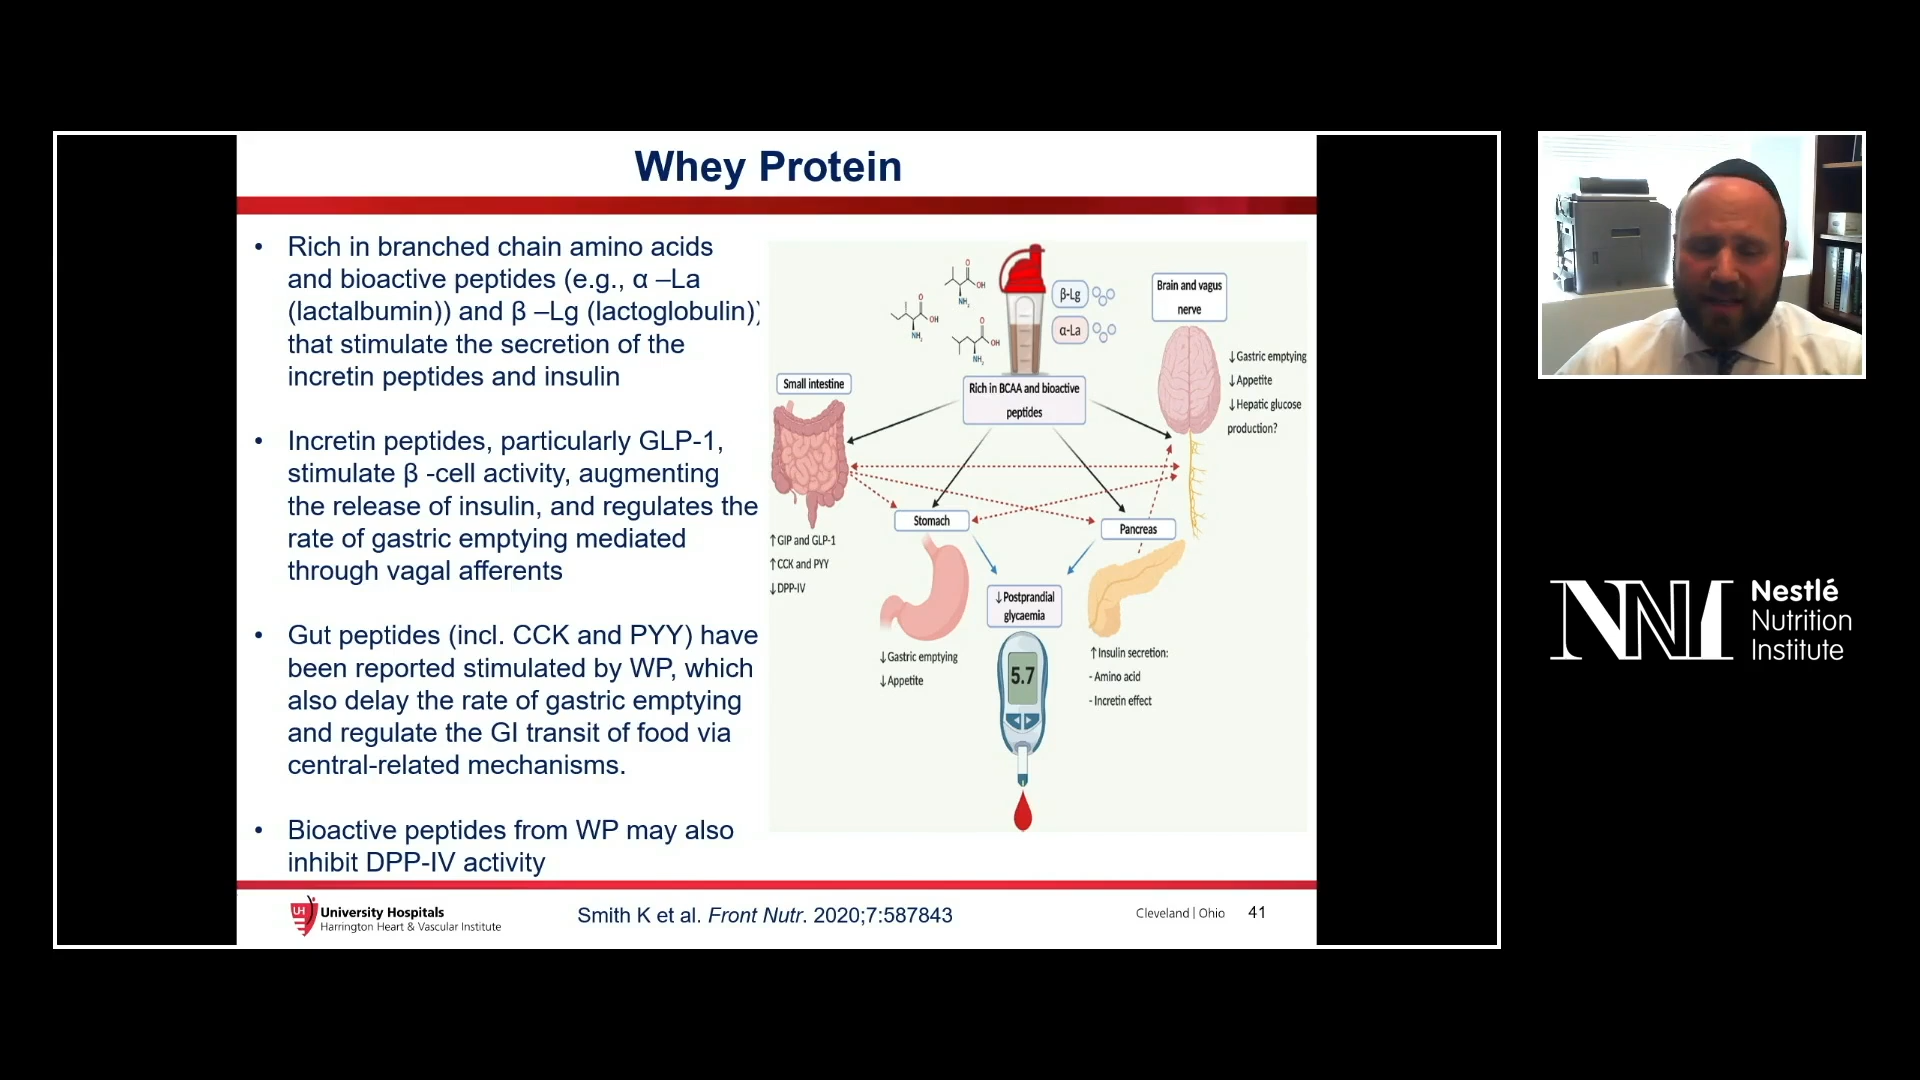 Whey Protein
• Rich in branched chain amino acids
and bioactive peptides (e.g., α –La
(lactalbumin)) and β –Lg (lactoglobulin))
that stimulate the secretion of the
incretin peptides and insulin
• Incretin peptides, particularly GLP-1,
stimulate β -cell activity, augmenting
the release of insulin, and regulates the
rate of gastric emptying mediated
through vagal afferents
• Gut peptides (incl. CCK and PYY) have
been reported stimulated by WP, which
also delay the rate of gastric emptying
and regulate the GI transit of food via
central-related mechanisms.
• Bioactive peptides from WP may also
inhibit DPP-IV activity
OH
NH2
OH
NH2
OH
NH2
β-Lg
α-La
Rich in BCAA and bioactive
peptides
Brain and vagus
nerve
↓Gastric emptying
↓Appetite
↓Hepatic glucose
production?
Small intestine
↑GIP and GLP-1
↑CCK and PYY
↓DPP-IV
Stomach
↓Gastric emptying
↓Appetite
Pancreas
↑Insulin secretion:
- Amino acid
- Incretin effect
↓Postprandial
glycaemia
5.7
UH
University Hospitals
Harrington Heart & Vascular Institute
Smith K et al. Front Nutr. 2020;7:587843
Cleveland | Ohio
41
NNI
Nestlé
Nutrition
Institute